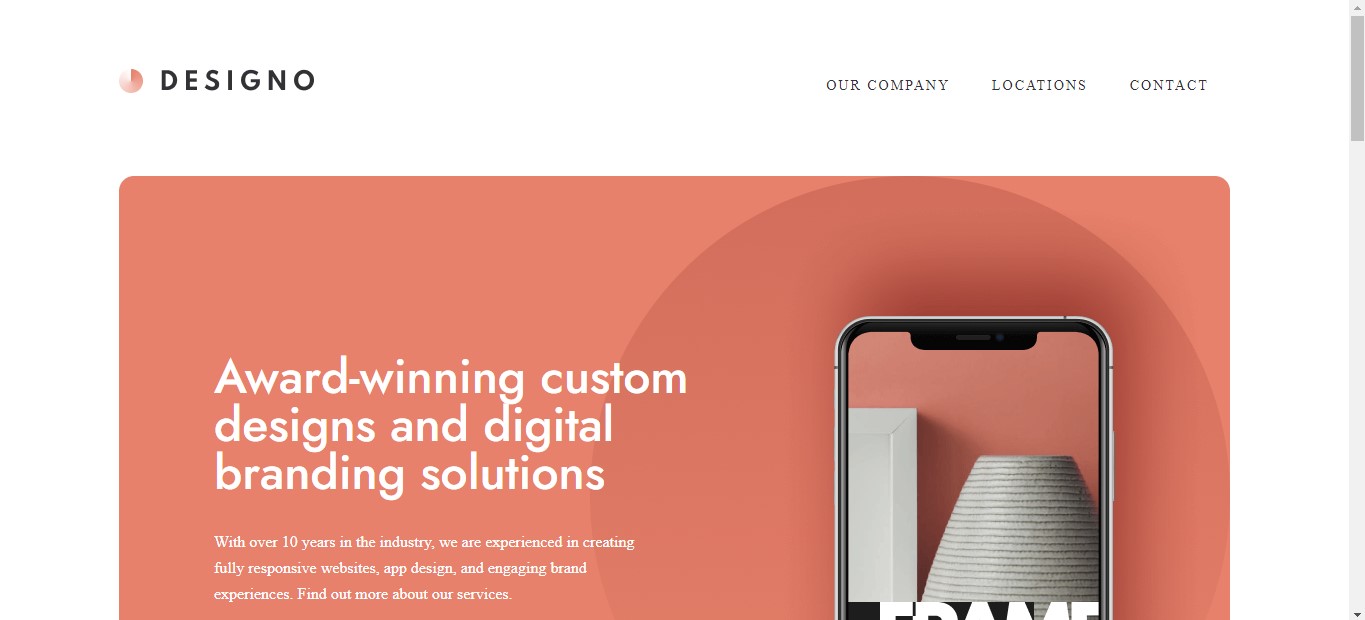 DESIGNO
OUR COMPANY LOCATIONS CONTACT
Award-winning custom
designs and digital
branding solutions
With over 10 years in the industry, we are experienced in creating
fully responsive websites, app design, and engaging brand
experiences. Find out more about our services.
FRAME